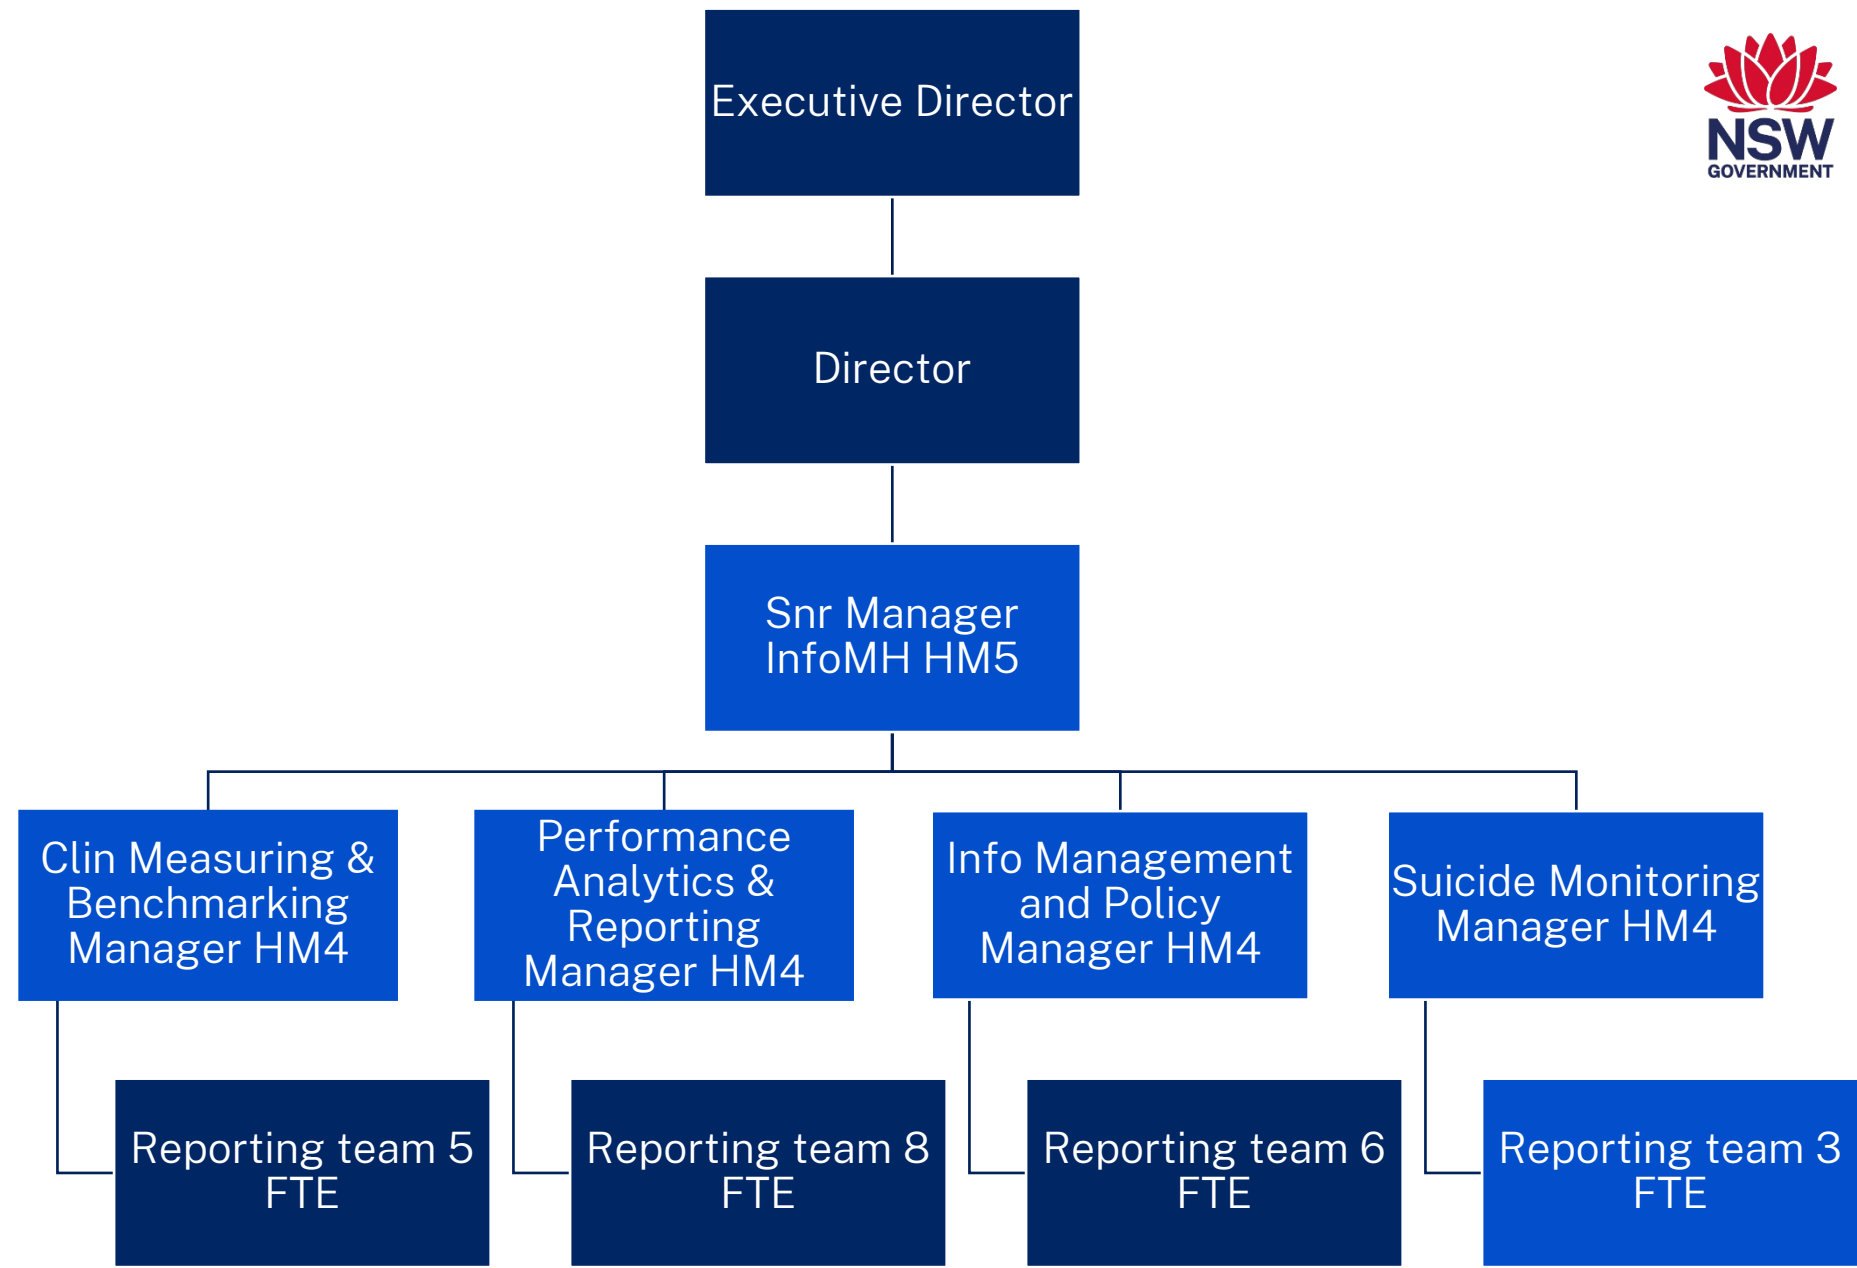 Executive Director
NSW
GOVERNMENT
Director
Snr Manager
InfoMH HM5
Clin Measuring &
Benchmarking
Manager HM4
Performance
Analytics &
Reporting
Manager HM4
Info Management
and Policy
Manager HM4
Suicide Monitoring
Manager HM4
Reporting team 5
FTE
Reporting team 8
FTE
Reporting team 6
FTE
Reporting team 3
FTE